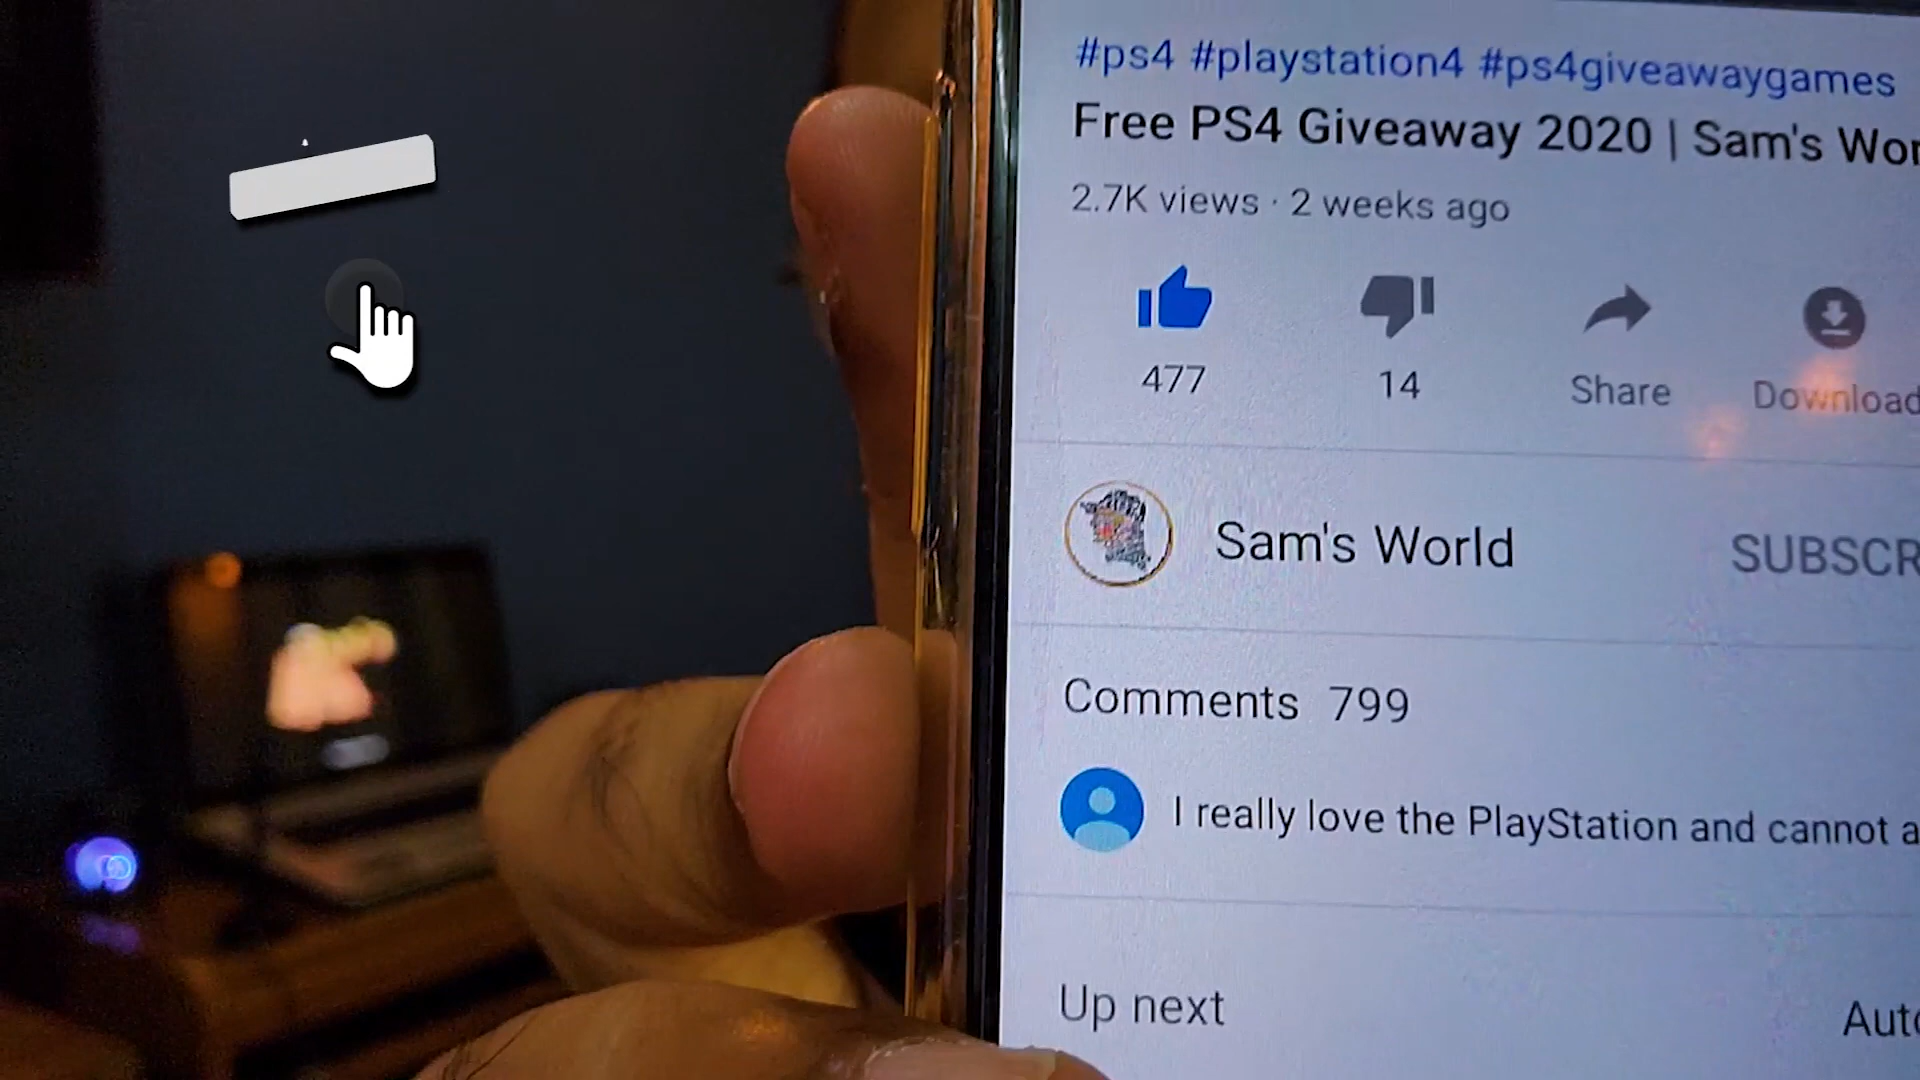 #ps4 #playstation4 #ps4giveawaygames
Free PS4 Giveaway 2020 | Sam's Wor
2.7K views · 2 weeks ago
477
14
Share
Download
Sam's World
SUBSCR
Comments 799
I really love the PlayStation and cannot a
Up next
Auto